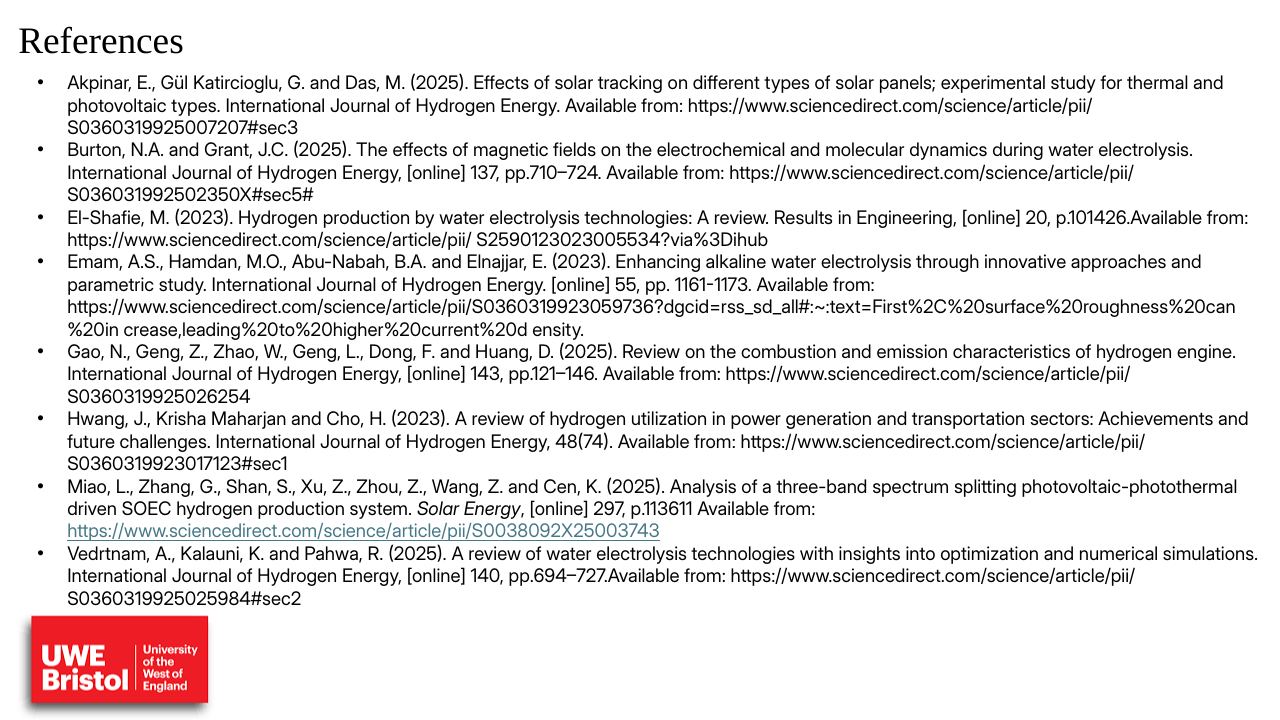 References
• Akpinar, E., Gül Katircioglu, G. and Das, M. (2025). Effects of solar tracking on different types of solar panels; experimental study for thermal and
photovoltaic types. International Journal of Hydrogen Energy. Available from: https://www.sciencedirect.com/science/article/pii/
S0360319925007207#sec3
• Burton, N.A. and Grant, J.C. (2025). The effects of magnetic fields on the electrochemical and molecular dynamics during water electrolysis.
International Journal of Hydrogen Energy, [online] 137, pp.710–724. Available from: https://www.sciencedirect.com/science/article/pii/
S036031992502350X#sec5#
• El-Shafie, M. (2023). Hydrogen production by water electrolysis technologies: A review. Results in Engineering, [online] 20, p.101426.Available from:
https://www.sciencedirect.com/science/article/pii/ S2590123023005534?via%3Dihub
• Emam, A.S., Hamdan, M.O., Abu-Nabah, B.A. and Elnajjar, E. (2023). Enhancing alkaline water electrolysis through innovative approaches and
parametric study. International Journal of Hydrogen Energy. [online] 55, pp. 1161-1173. Available from:
https://www.sciencedirect.com/science/article/pii/S0360319923059736?dgcid=rss_sd_all#:~:text=First%2C%20surface%20roughness%20can
%20in crease,leading%20to%20higher%20current%20d ensity.
• Gao, N., Geng, Z., Zhao, W., Geng, L., Dong, F. and Huang, D. (2025). Review on the combustion and emission characteristics of hydrogen engine.
International Journal of Hydrogen Energy, [online] 143, pp.121–146. Available from: https://www.sciencedirect.com/science/article/pii/
S0360319925026254
• Hwang, J., Krisha Maharjan and Cho, H. (2023). A review of hydrogen utilization in power generation and transportation sectors: Achievements and
future challenges. International Journal of Hydrogen Energy, 48(74). Available from: https://www.sciencedirect.com/science/article/pii/
S0360319923017123#sec1
• Miao, L., Zhang, G., Shan, S., Xu, Z., Zhou, Z., Wang, Z. and Cen, K. (2025). Analysis of a three-band spectrum splitting photovoltaic-photothermal
driven SOEC hydrogen production system. Solar Energy, [online] 297, p.113611 Available from:
https://www.sciencedirect.com/science/article/pii/S0038092X25003743
• Vedrtnam, A., Kalauni, K. and Pahwa, R. (2025). A review of water electrolysis technologies with insights into optimization and numerical simulations.
International Journal of Hydrogen Energy, [online] 140, pp.694–727.Available from: https://www.sciencedirect.com/science/article/pii/
S0360319925025984#sec2
UWE
Bristol
University
of the
West of
England